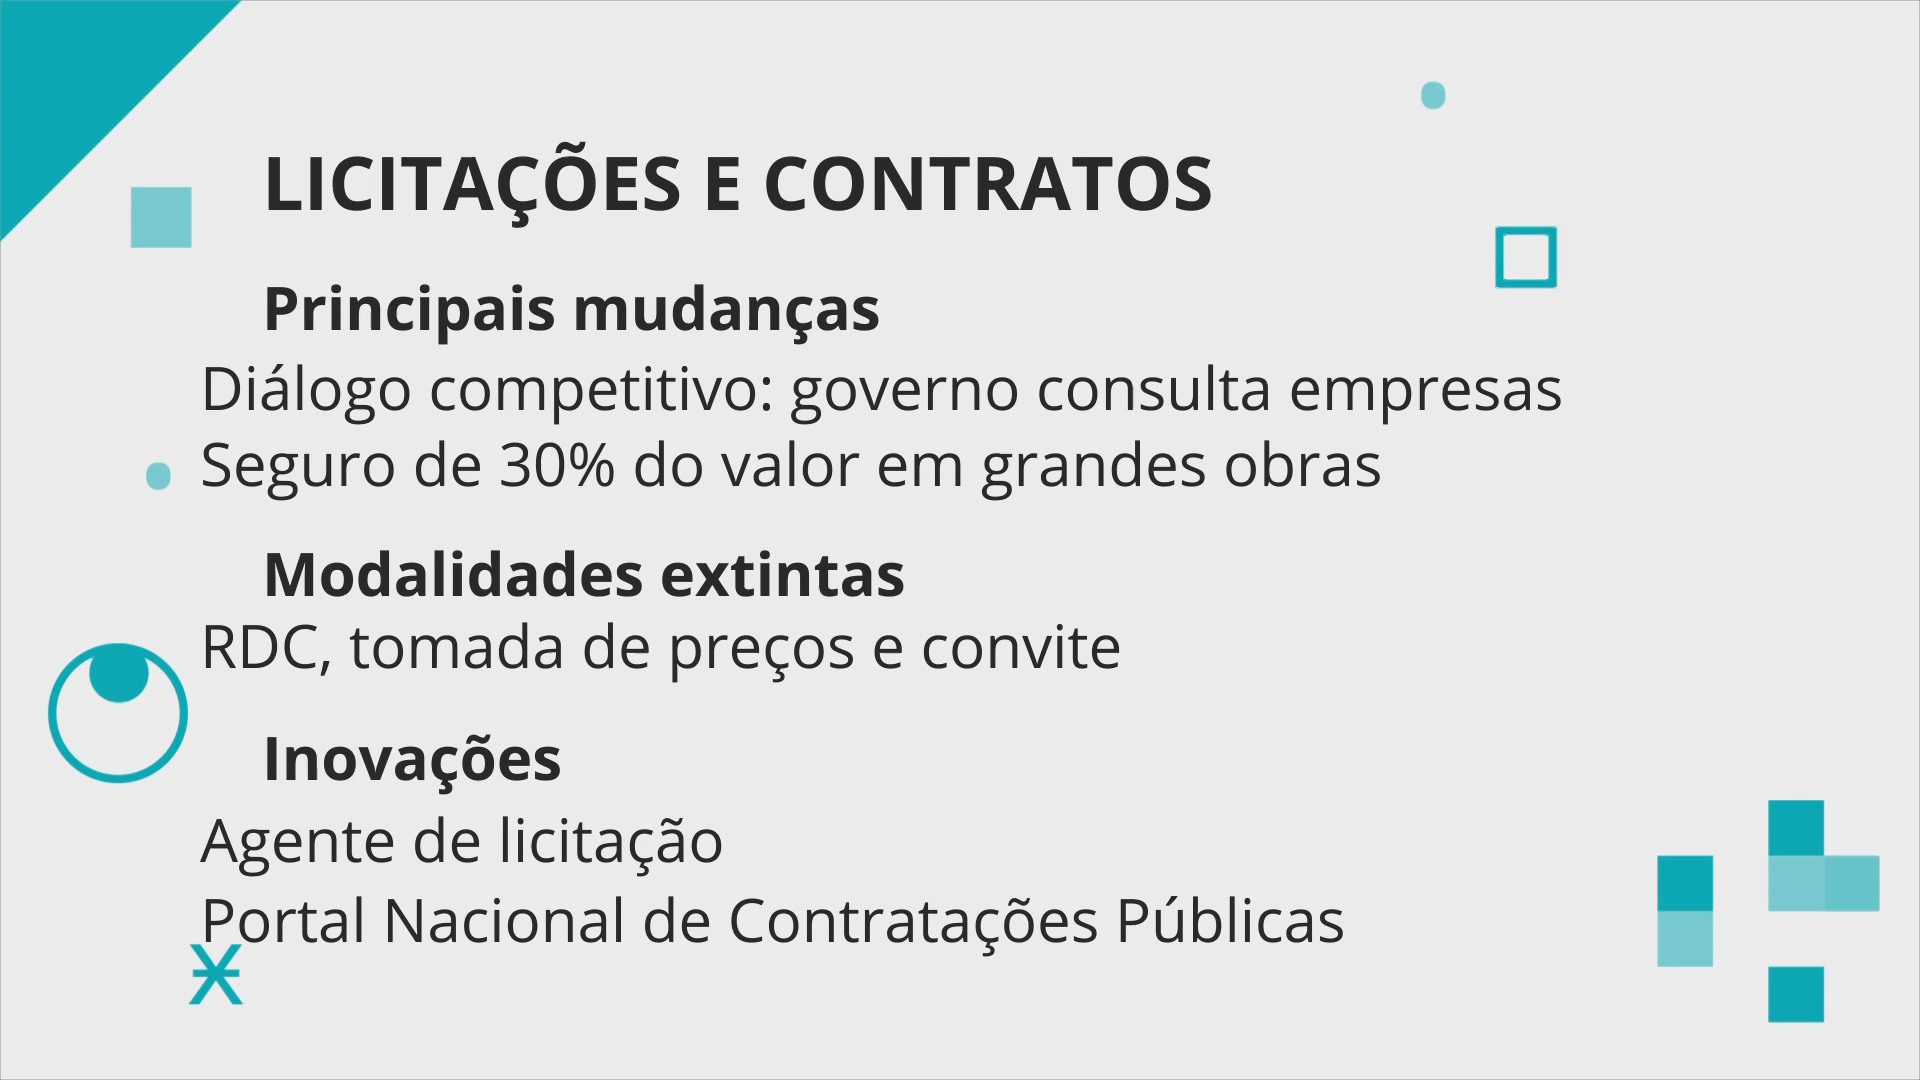 LICITAÇÕES E CONTRATOS
Principais mudanças
Diálogo competitivo: governo consulta empresas
Seguro de 30% do valor em grandes obras
Modalidades extintas
RDC, tomada de preços e convite
Inovações
Agente de licitação
Portal Nacional de Contratações Públicas